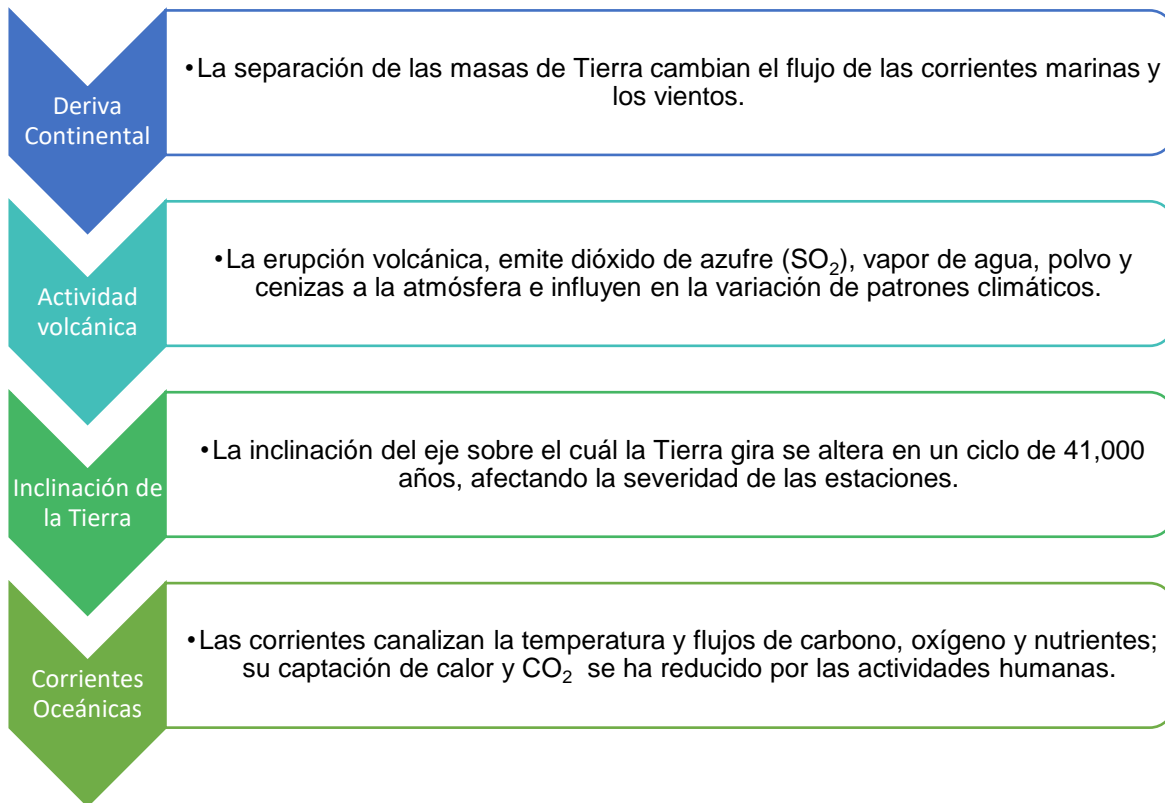 Deriva
Continental
•La separación de las masas de Tierra cambian el flujo de las corrientes marinas y
los vientos.
Actividad
volcánica
•La erupción volcánica, emite dióxido de azufre (SO₂), vapor de agua, polvo y
cenizas a la atmósfera e influyen en la variación de patrones climáticos.
Inclinación de
la Tierra
•La inclinación del eje sobre el cuál la Tierra gira se altera en un ciclo de 41,000
años, afectando la severidad de las estaciones.
Corrientes
Oceánicas
•Las corrientes canalizan la temperatura y flujos de carbono, oxígeno y nutrientes;
su captación de calor y CO₂ se ha reducido por las actividades humanas.